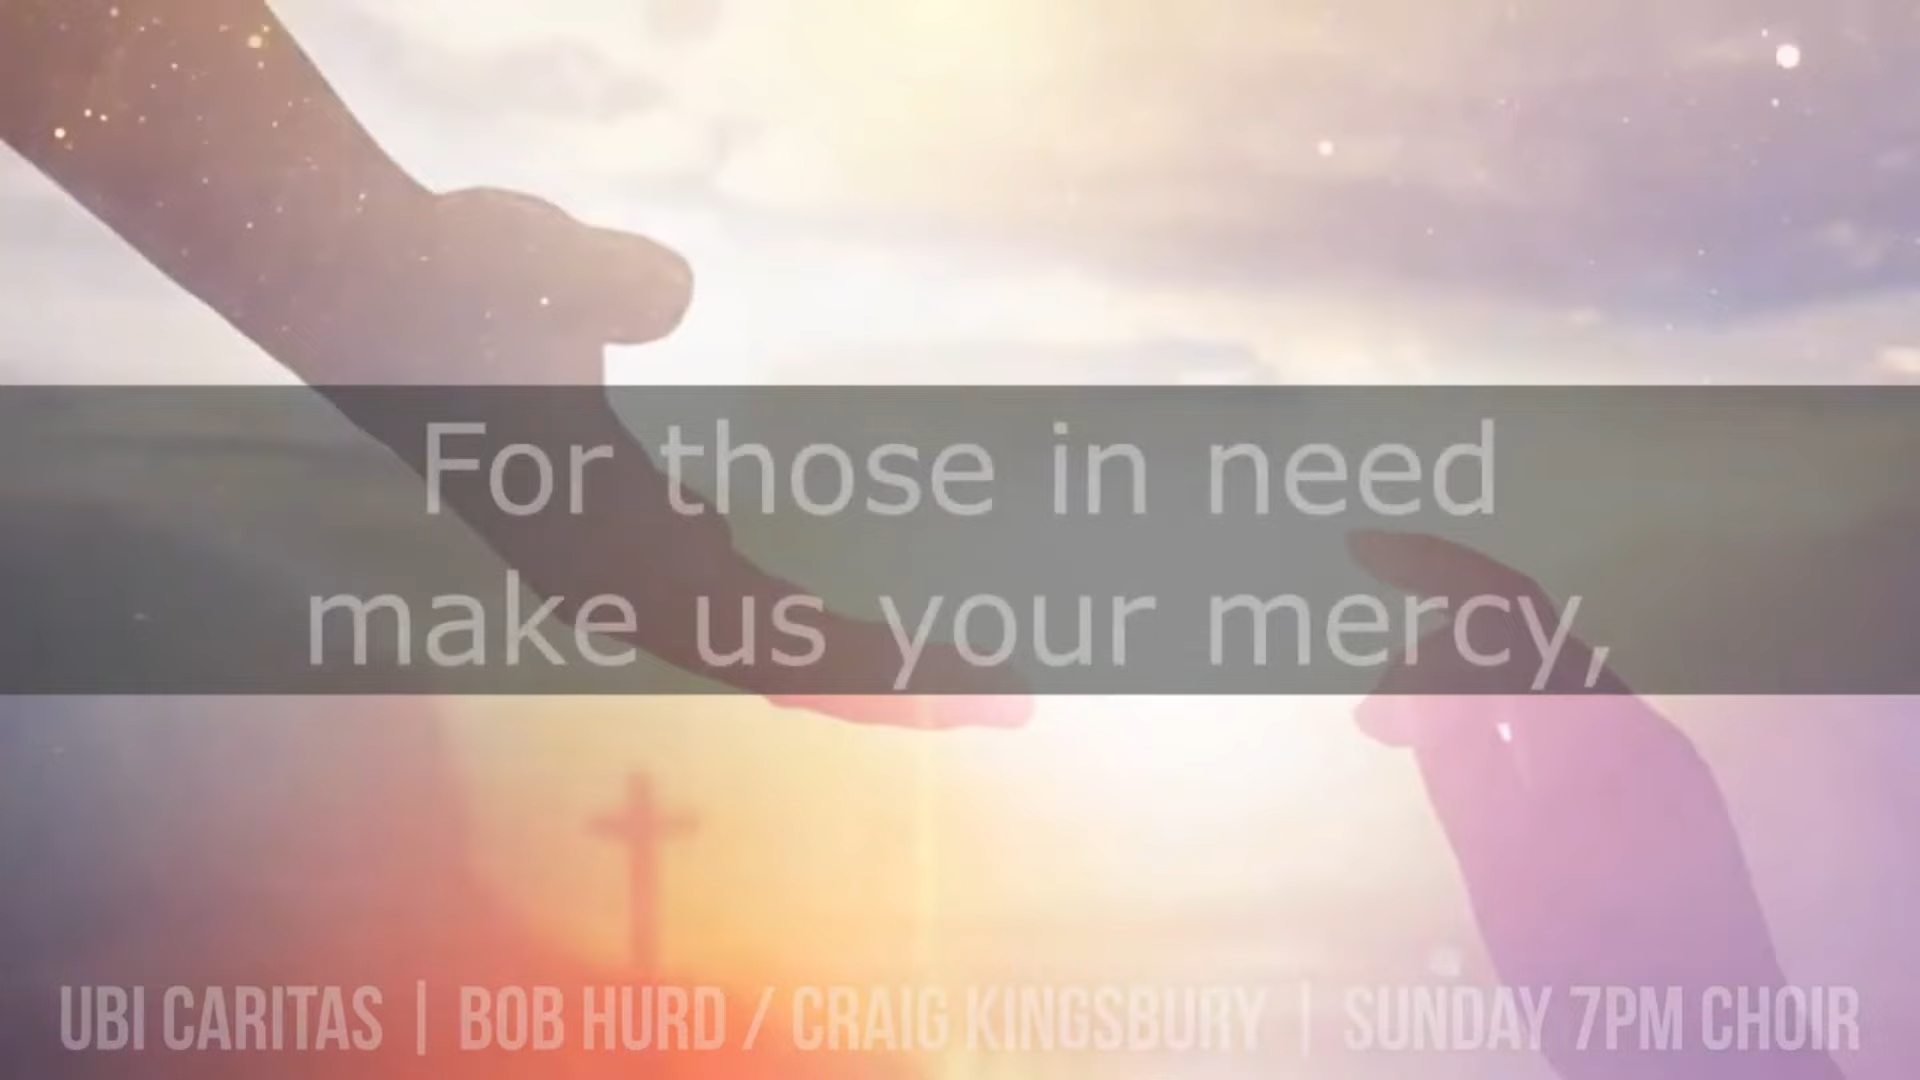 For those in need
make us your mercy,
UBI CARITAS | BOB HURD / CRAIG KINGSBURY | SUNDAY 7PM CHOIR